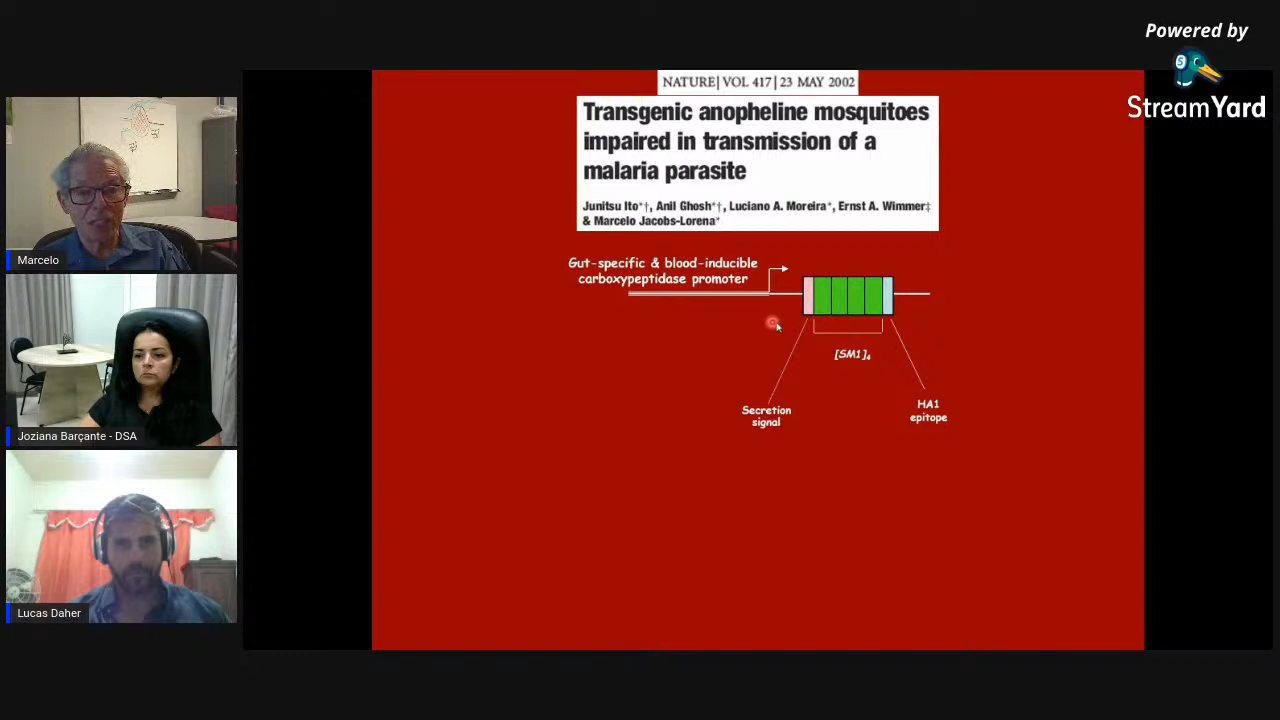 Powered by
StreamYard
NATURE| VOL 417 | 23 MAY 2002
Transgenic anopheline mosquitoes
impaired in transmission of a
malaria parasite
Junitsu Ito*†, Anil Ghosh*†, Luciano A. Moreira*, Ernst A. Wimmer‡
& Marcelo Jacobs-Lorena*
Gut-specific & blood-inducible
carboxypeptidase promoter
[SM1]4
Secretion
signal
HA1
epitope
Marcelo
Joziana Barçante - DSA
Lucas Daher